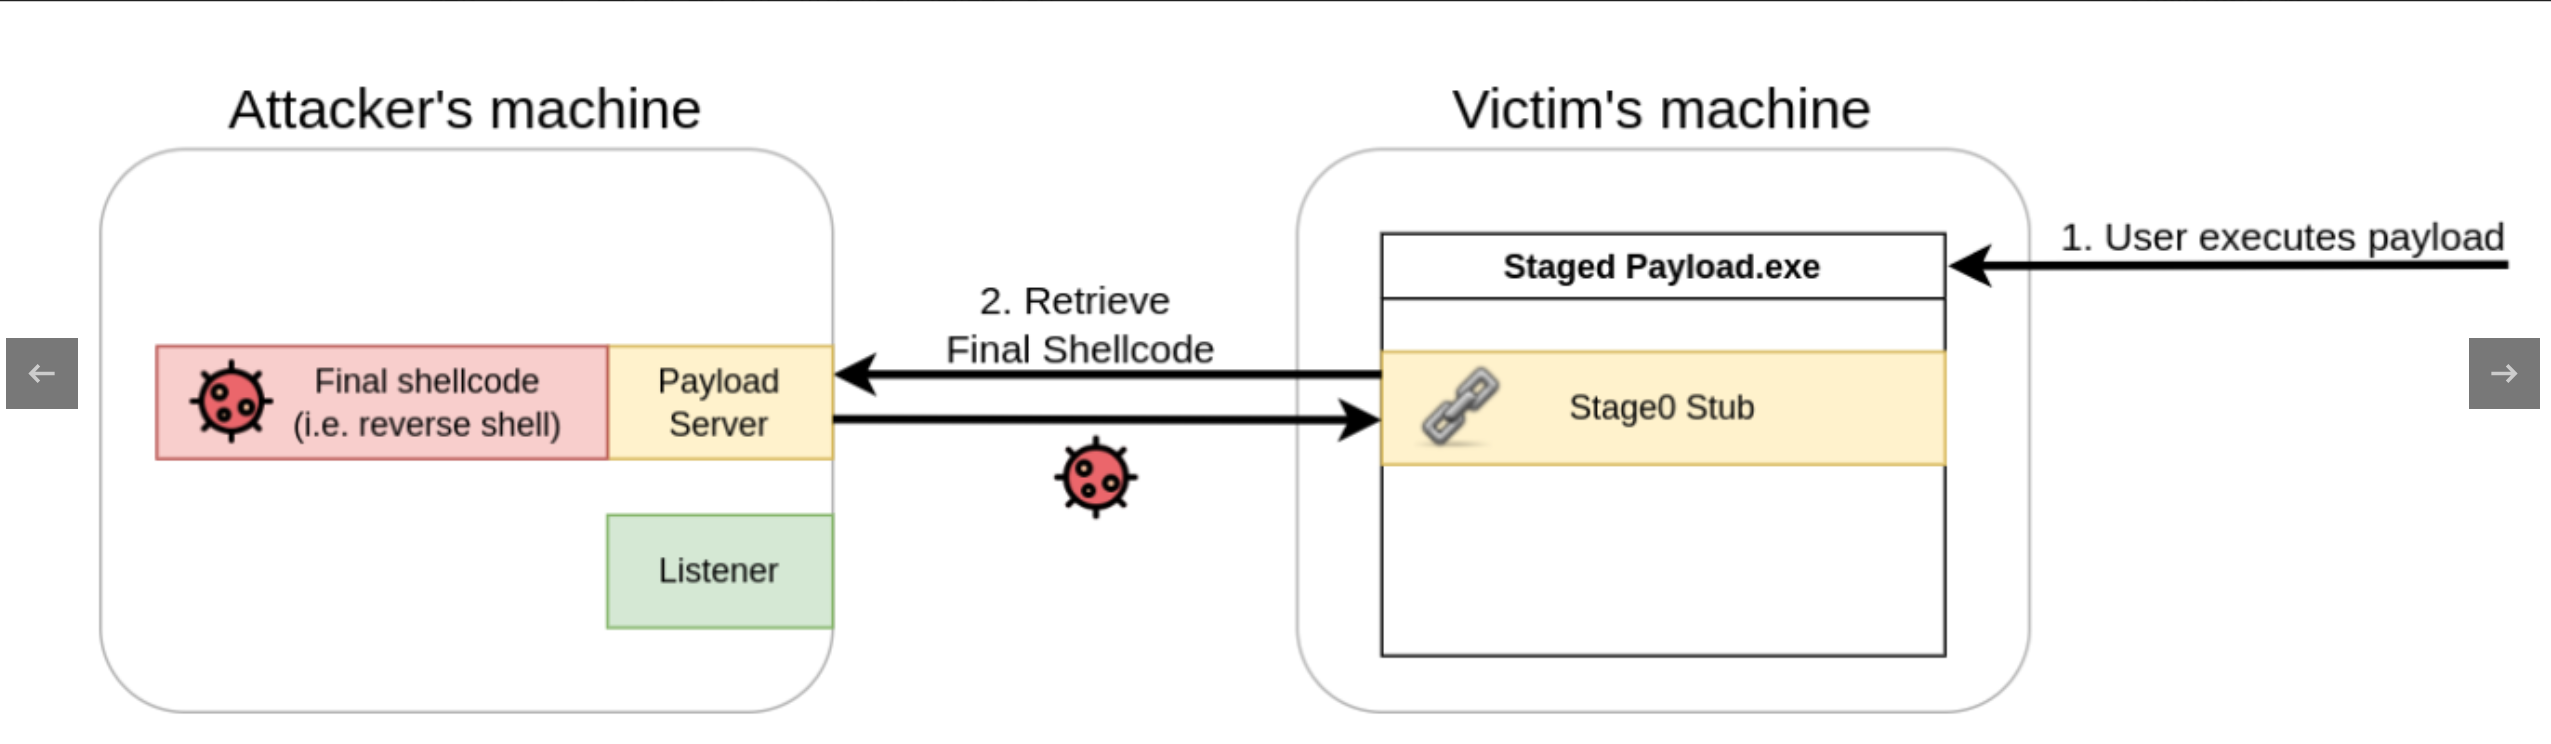 Attacker's machine
Victim's machine
1. User executes payload
Staged Payload.exe
2. Retrieve
Final Shellcode
Final shellcode
(i.e. reverse shell)
Payload
Server
Stage0 Stub
Listener